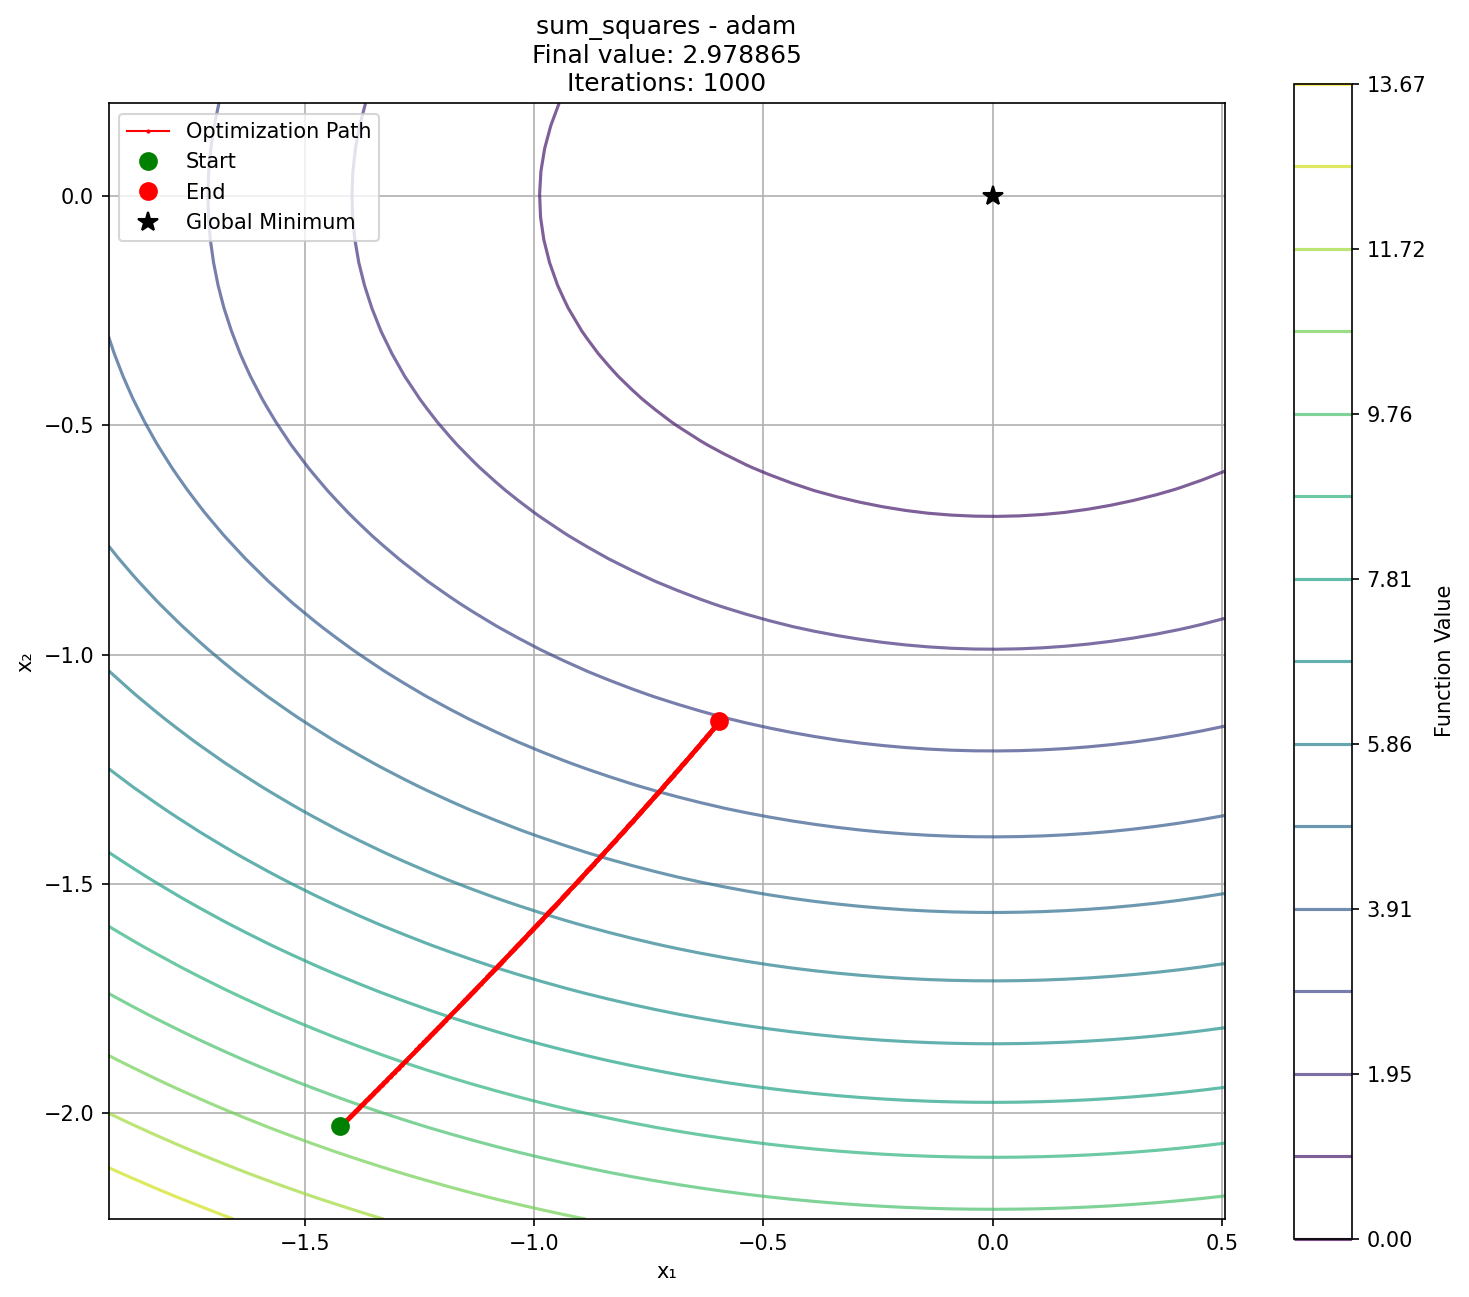 sum_squares - adam
Final value: 2.978865
Iterations: 1000
Optimization Path
Start
End
Global Minimum
0.0
−0.5
−1.0
−1.5
−2.0
x₂
−1.5
−1.0
−0.5
0.0
0.5
x₁
13.67
11.72
9.76
7.81
5.86
3.91
1.95
0.00
Function Value